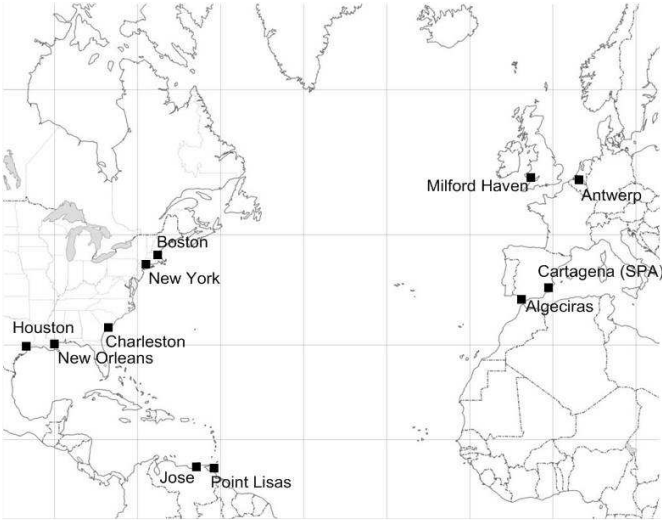 Milford Haven
Antwerp
Boston
New York
Cartagena (SPA)
Algeciras
Houston
Charleston
New Orleans
Jose
Point Lisas